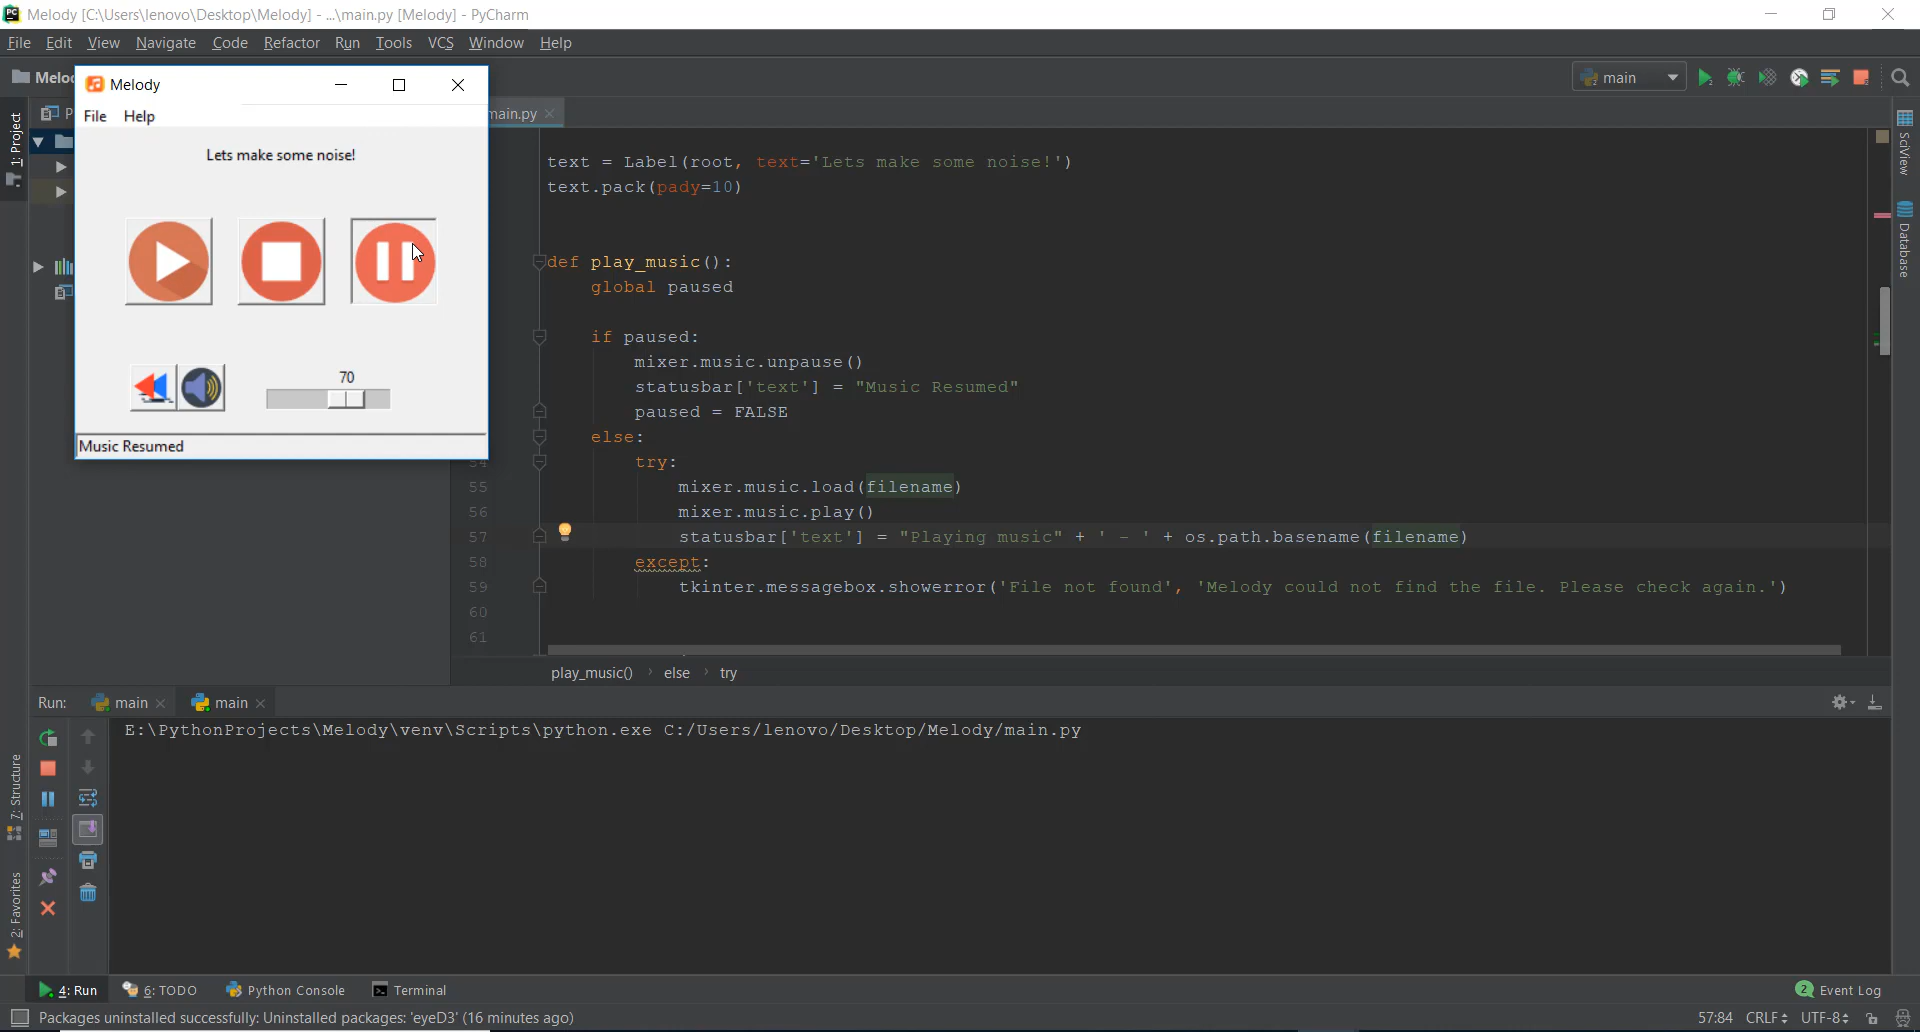 Melody [C:\Users\lenovo\Desktop\Melody] - ...\main.py [Melody] - PyCharm
File Edit View Navigate Code Refactor Run Tools VCS Window Help
Melo
main
Melody
File Help
Lets make some noise!
70
Music Resumed
1: Project
P
main.py
text = Label(root, text='Lets make some noise!')
text.pack(pady=10)
def play_music():
global paused
if paused:
mixer.music.unpause()
statusbar['text'] = "Music Resumed"
paused = FALSE
else:
54 try:
55 mixer.music.load(filename)
56 mixer.music.play()
57 statusbar['text'] = "Playing music" + ' - ' + os.path.basename(filename)
58 except:
59 tkinter.messagebox.showerror('File not found', 'Melody could not find the file. Please check again.')
60
61
play_music() › else › try
SciView
Database
Run: main main
E:\PythonProjects\Melody\venv\Scripts\python.exe C:/Users/lenovo/Desktop/Melody/main.py
7: Structure
2: Favorites
4: Run 6: TODO Python Console Terminal 2 Event Log
Packages uninstalled successfully: Uninstalled packages: 'eyeD3' (16 minutes ago) 57:84 CRLF UTF-8